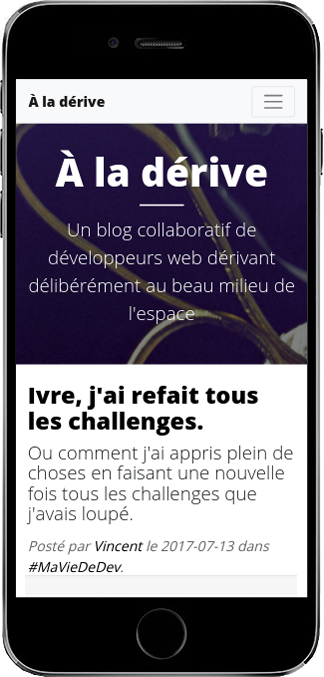 À la dérive
À la dérive
Un blog collaboratif de
développeurs web dérivant
délibérément au beau milieu de
l'espace
Ivre, j'ai refait tous
les challenges.
Ou comment j'ai appris plein de
choses en faisant une nouvelle
fois tous les challenges que
j'avais loupé.
Posté par Vincent le 2017-07-13 dans
#MaVieDeDev.